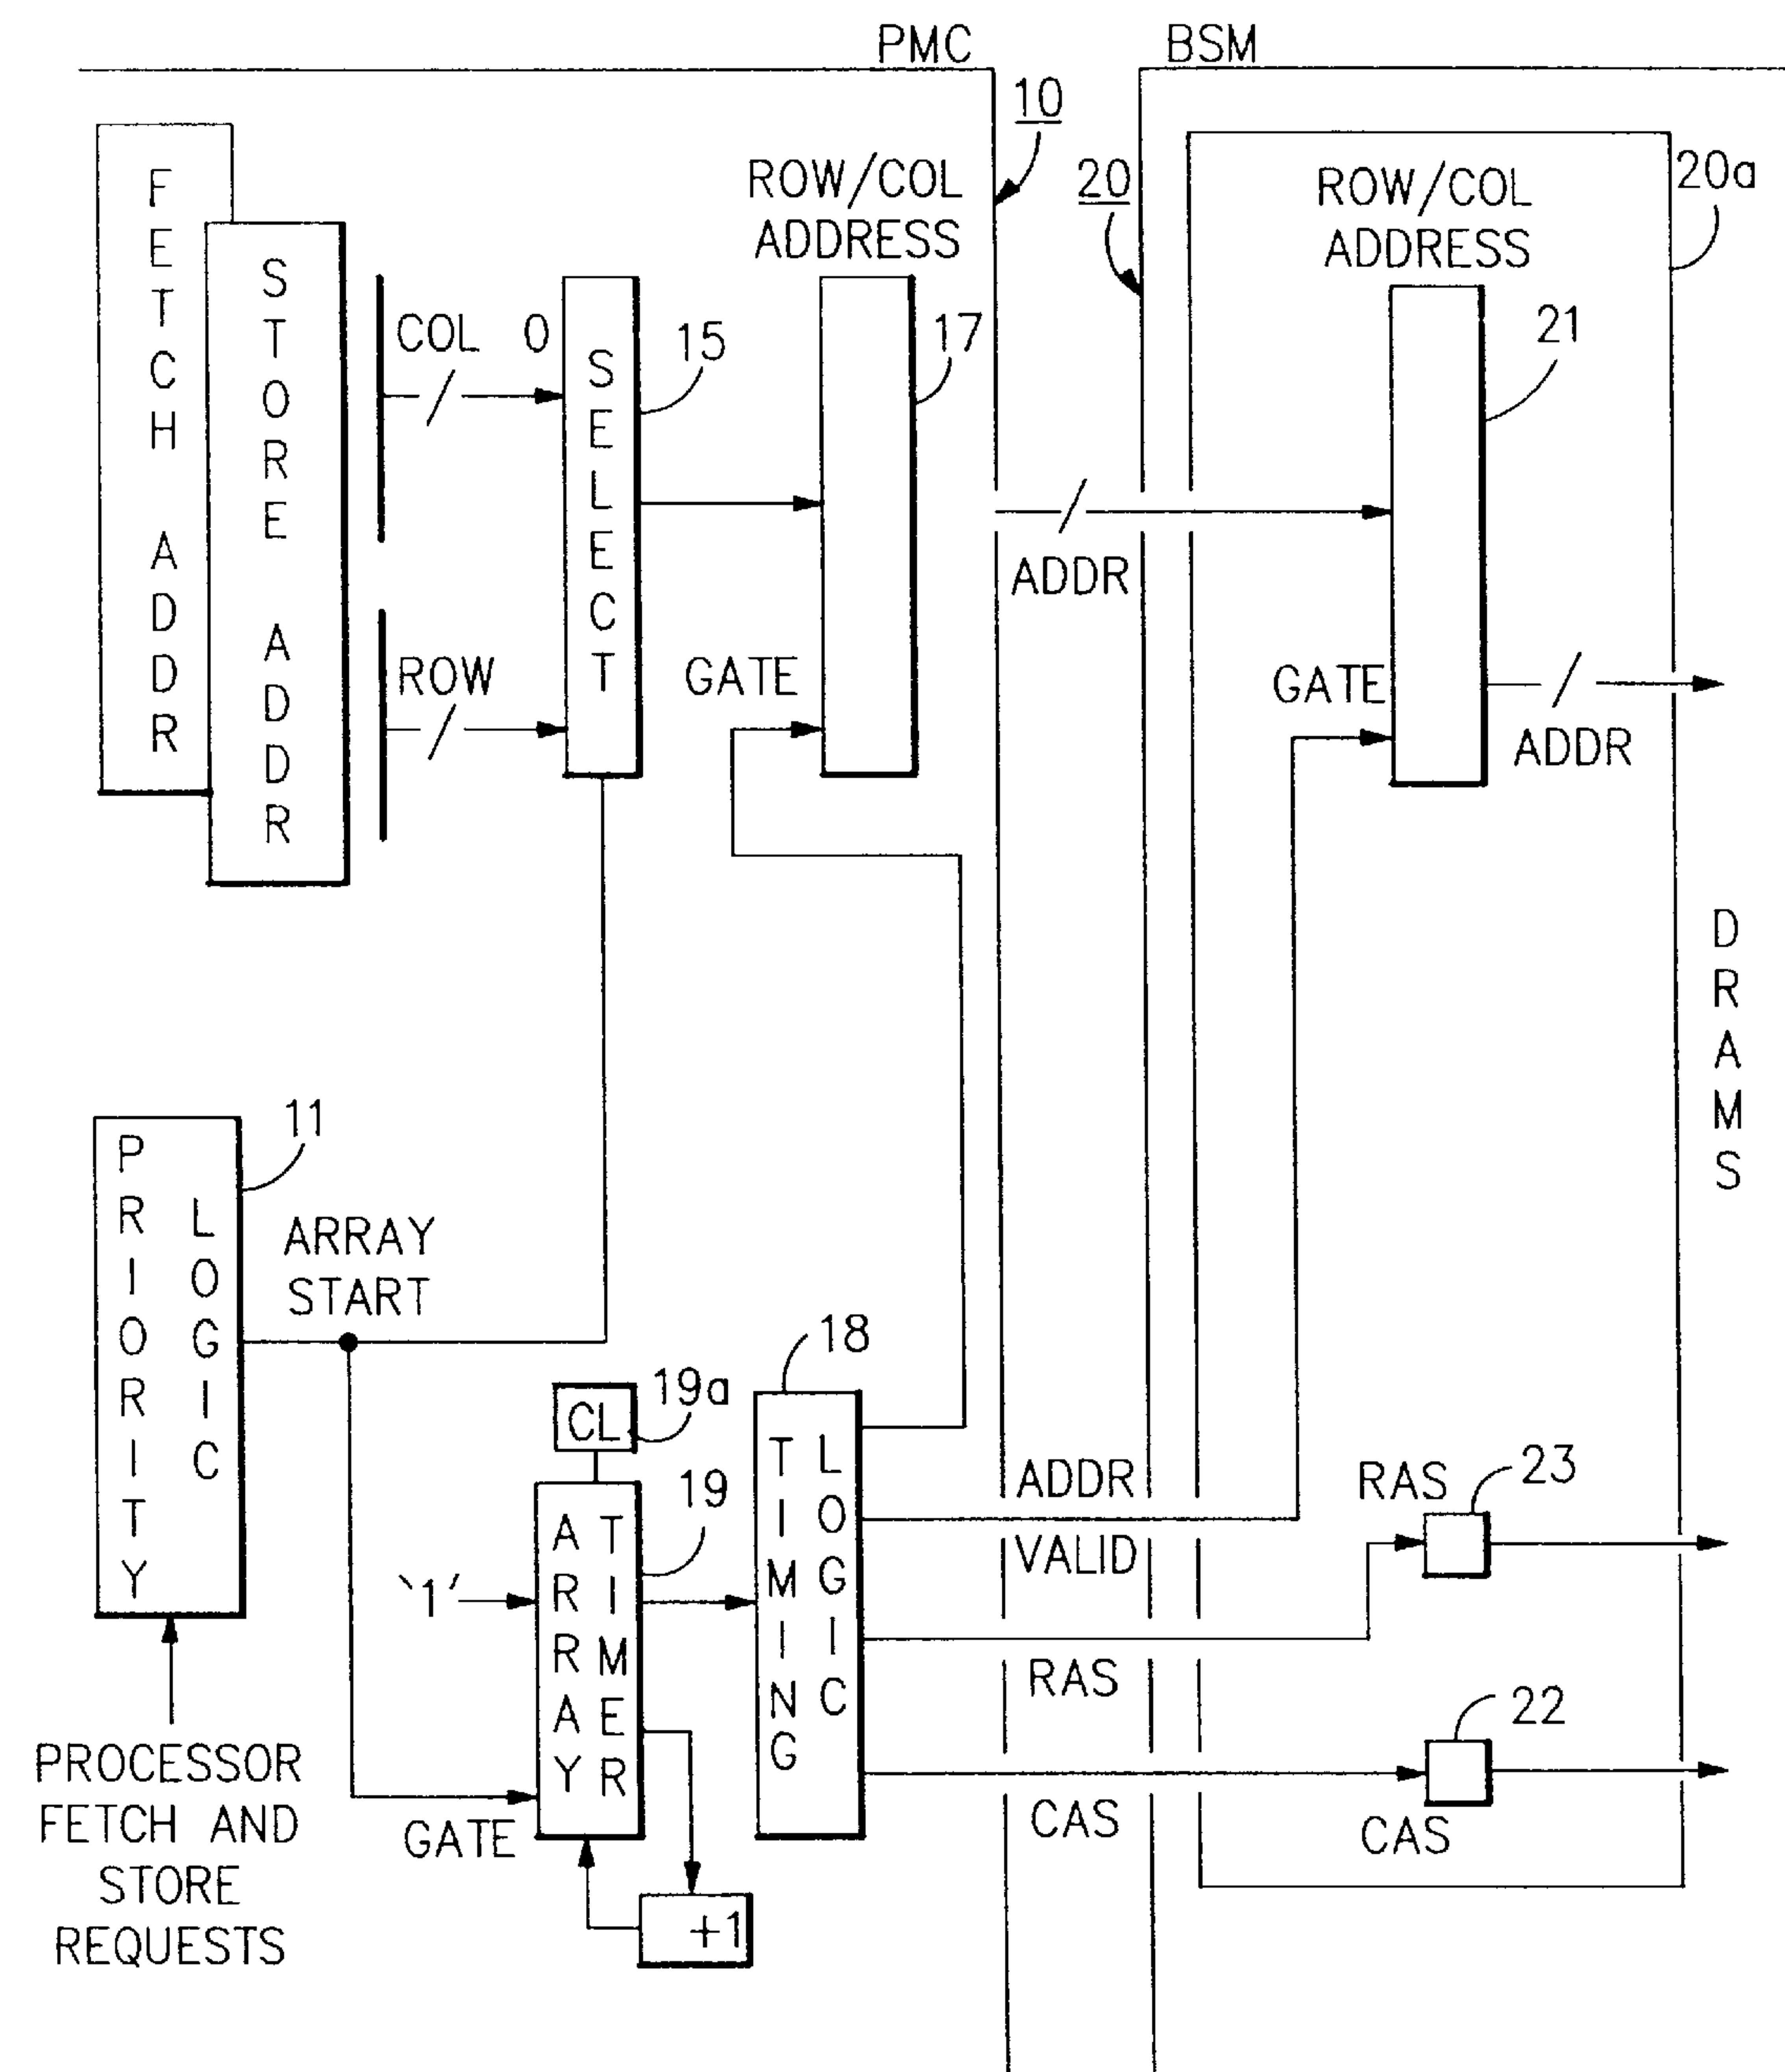 PMC
BSM
10
20
20a
FETCH ADDR
STORE ADDR
COL 0
ROW
SELECT
15
ROW/COL
ADDRESS
17
GATE
ADDR
ROW/COL
ADDRESS
21
GATE
ADDR
DRAMS
PRIORITY
LOGIC
11
ARRAY
START
PROCESSOR
FETCH AND
STORE
REQUESTS
CL
19a
ARRAY
TIMER
19
'1'
GATE
+1
TIMING
LOGIC
18
ADDR
VALID
RAS
CAS
RAS
23
22
CAS